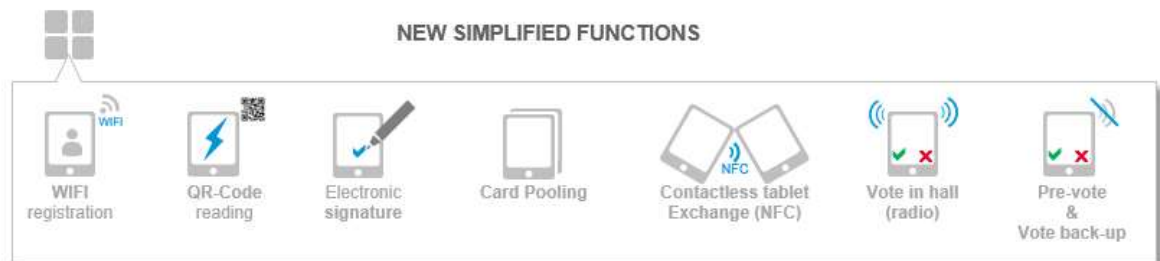 NEW SIMPLIFIED FUNCTIONS
WIFI
WIFI
registration
QR-Code
reading
Electronic
signature
Card Pooling
NFC
Contactless tablet
Exchange (NFC)
Vote in hall
(radio)
Pre-vote
&
Vote back-up